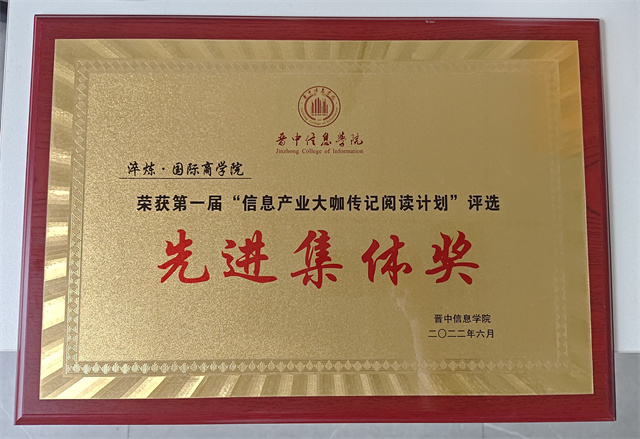 晋中信息学院
Jinzhong College of Information
淬炼·国际商学院
荣获第一届“信息产业大咖传记阅读计划”评选
先进集体奖
晋中信息学院
二〇二二年六月